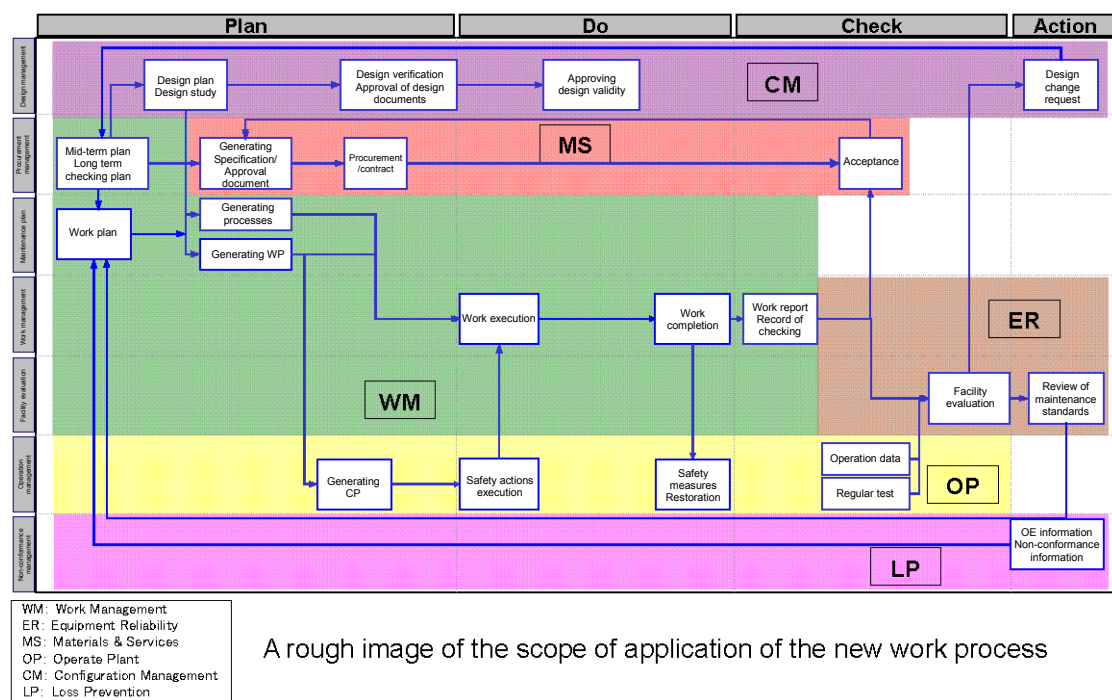 Plan
Do
Check
Action
Design management
Design plan
Design study
Design verification
Approval of design
documents
Approving
design validity
CM
Design
change
request
Procurement
management
Mid-term plan
Long term
checking plan
Generating
Specification/
Approval
document
Procurement
/contract
MS
Acceptance
Maintenance plan
Work plan
Generating
processes
Generating WP
Work management
Work execution
Work
completion
Work report
Record of
checking
ER
Facility evaluation
WM
Facility
evaluation
Review of
maintenance
standards
Operation
management
Generating
CP
Safety actions
execution
Safety
measures
Restoration
Operation data
Regular test
OP
Non-conformance
management
LP
OE information
Non-conformance
information
WM: Work Management
ER: Equipment Reliability
MS: Materials & Services
OP: Operate Plant
CM: Configuration Management
LP: Loss Prevention
A rough image of the scope of application of the new work process